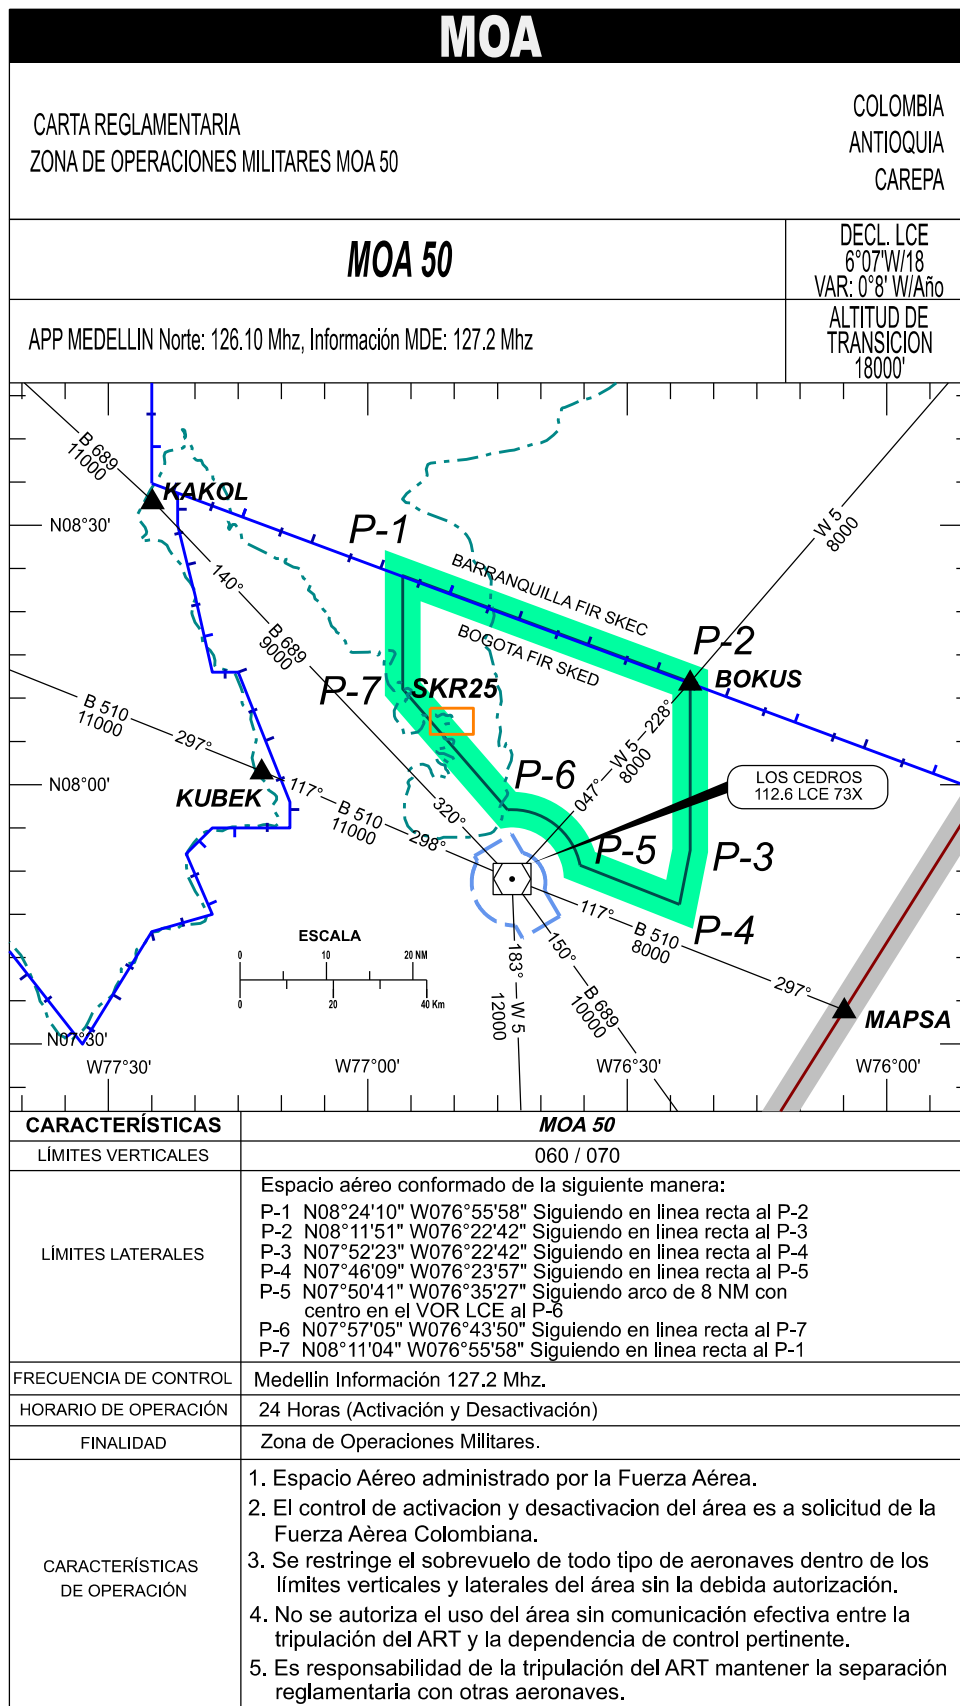 MOA
CARTA REGLAMENTARIA
ZONA DE OPERACIONES MILITARES MOA 50
COLOMBIA
ANTIOQUIA
CAREPA
MOA 50
DECL. LCE
6°07'W/18
VAR: 0°8' W/Año
APP MEDELLIN Norte: 126.10 Mhz, Información MDE: 127.2 Mhz
ALTITUD DE
TRANSICION
18000'
B 689
11000
KAKOL
N08°30'
P-1
W 5
8000
140°
BARRANQUILLA FIR SKEC
BOGOTA FIR SKED
B 689
9000
P-2
BOKUS
P-7
SKR25
B 510
11000
297°
047°
W 5
228°
8000
P-6
LOS CEDROS
112.6 LCE 73X
N08°00'
KUBEK
117°
B 510
11000
298°
320°
P-5
P-3
P-4
117°
B 510
8000
297°
ESCALA
0 10 20 NM
0 20 40 Km
183°
W 5
12000
150°
B 689
10000
MAPSA
N07°30'
W77°30'
W77°00'
W76°30'
W76°00'
CARACTERÍSTICAS
MOA 50
LÍMITES VERTICALES
060 / 070
LÍMITES LATERALES
Espacio aéreo conformado de la siguiente manera:
P-1 N08°24'10" W076°55'58" Siguiendo en linea recta al P-2
P-2 N08°11'51" W076°22'42" Siguiendo en linea recta al P-3
P-3 N07°52'23" W076°22'42" Siguiendo en linea recta al P-4
P-4 N07°46'09" W076°23'57" Siguiendo en linea recta al P-5
P-5 N07°50'41" W076°35'27" Siguiendo arco de 8 NM con
centro en el VOR LCE al P-6
P-6 N07°57'05" W076°43'50" Siguiendo en linea recta al P-7
P-7 N08°11'04" W076°55'58" Siguiendo en linea recta al P-1
FRECUENCIA DE CONTROL
Medellin Información 127.2 Mhz.
HORARIO DE OPERACIÓN
24 Horas (Activación y Desactivación)
FINALIDAD
Zona de Operaciones Militares.
CARACTERÍSTICAS
DE OPERACIÓN
1. Espacio Aéreo administrado por la Fuerza Aérea.
2. El control de activacion y desactivacion del área es a solicitud de la
Fuerza Aèrea Colombiana.
3. Se restringe el sobrevuelo de todo tipo de aeronaves dentro de los
límites verticales y laterales del área sin la debida autorización.
4. No se autoriza el uso del área sin comunicación efectiva entre la
tripulación del ART y la dependencia de control pertinente.
5. Es responsabilidad de la tripulación del ART mantener la separación
reglamentaria con otras aeronaves.